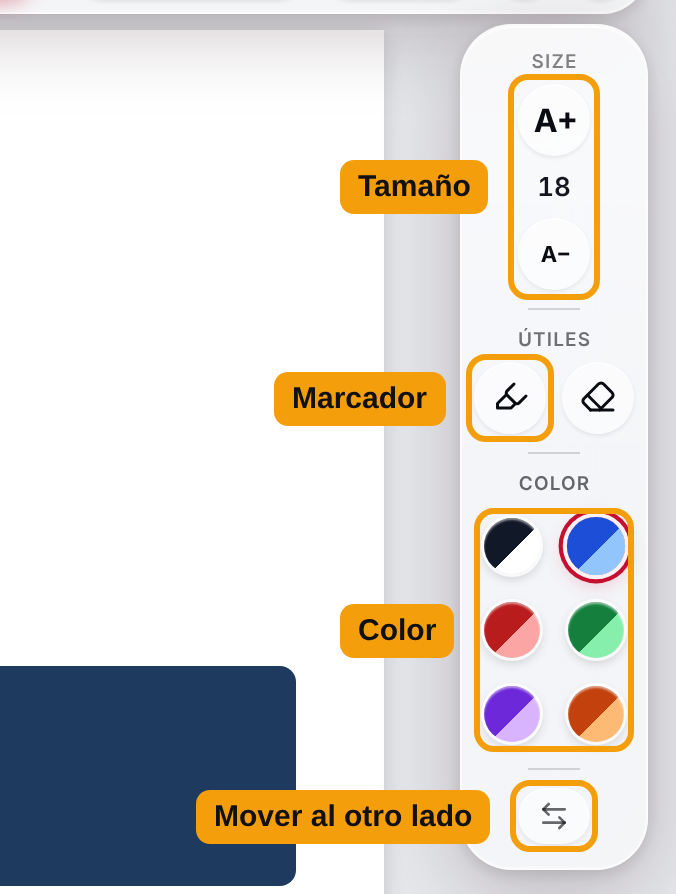 SIZE
A+
Tamaño
18
A−
ÚTILES
Marcador
COLOR
Color
Mover al otro lado